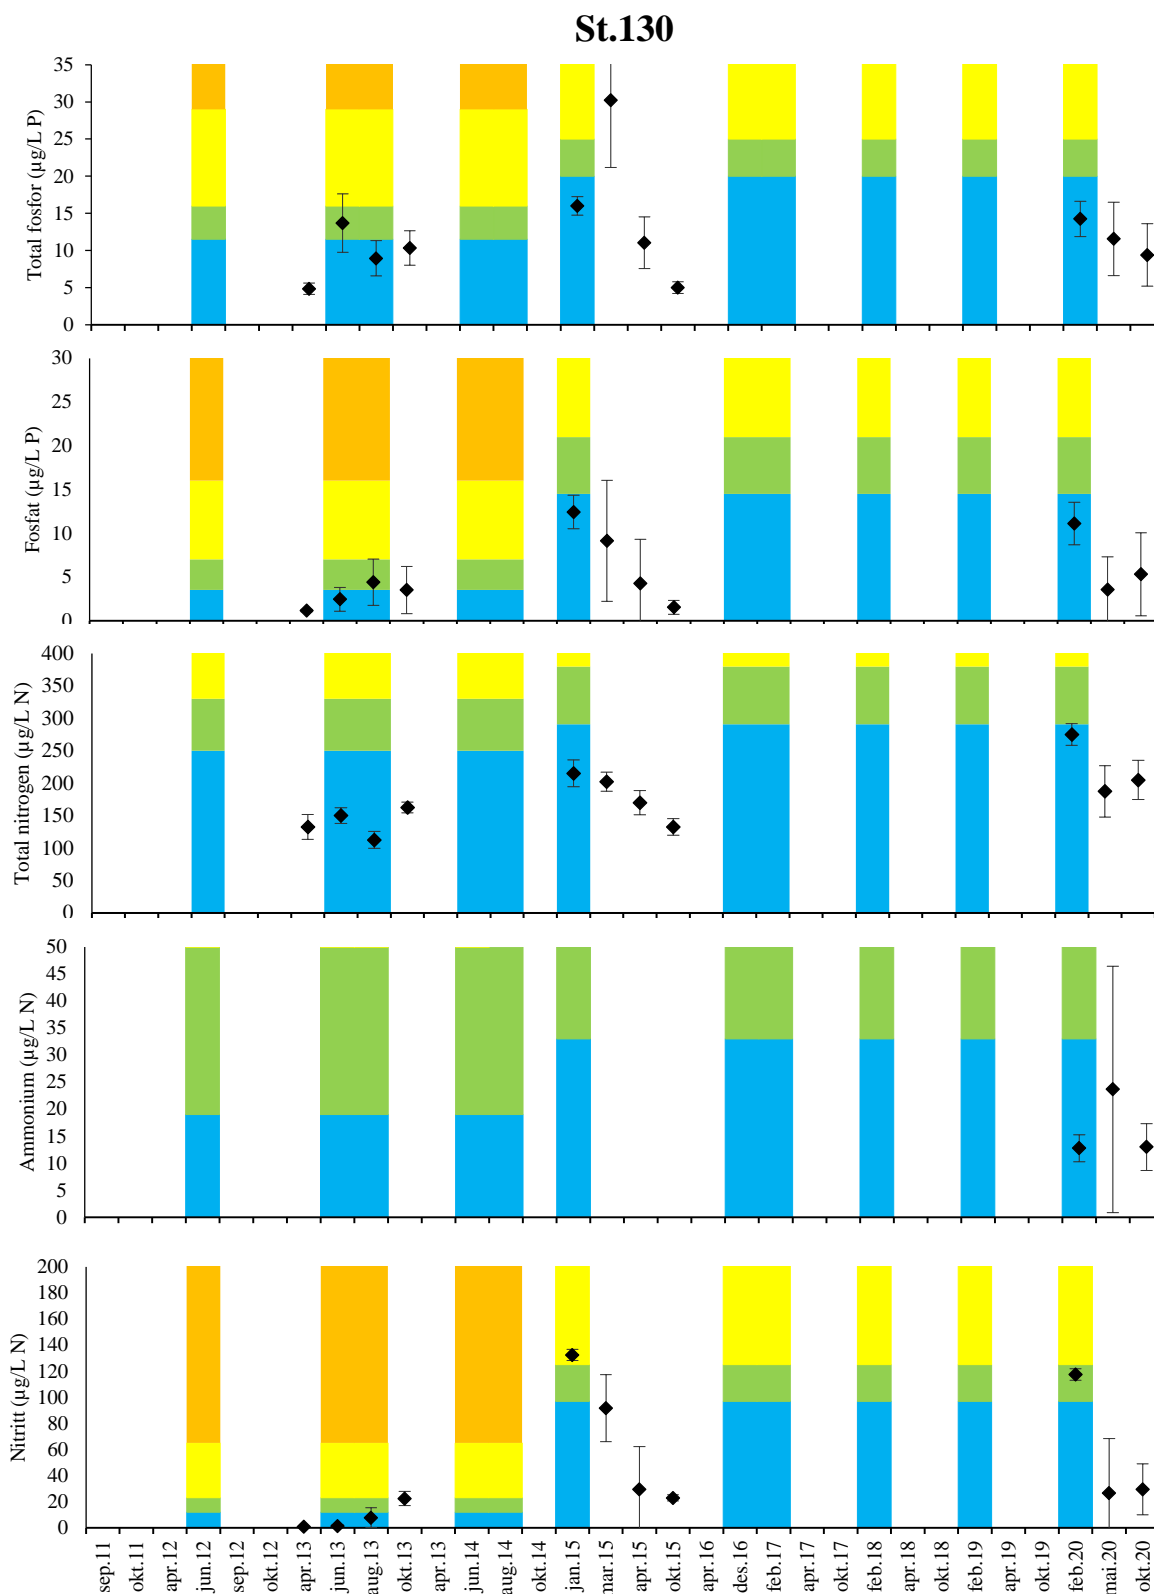 St.130
Total fosfor (µg/L P)
35
30
25
20
15
10
5
0
Fosfat (µg/L P)
30
25
20
15
10
5
0
Total nitrogen (µg/L N)
400
350
300
250
200
150
100
50
0
Ammonium (µg/L N)
50
45
40
35
30
25
20
15
10
5
0
Nitritt (µg/L N)
200
180
160
140
120
100
80
60
40
20
0
sep.11
okt.11
apr.12
jun.12
sep.12
okt.12
apr.13
jun.13
aug.13
okt.13
apr.13
jun.14
aug.14
okt.14
jan.15
mar.15
apr.15
okt.15
apr.16
des.16
feb.17
apr.17
okt.17
feb.18
apr.18
okt.18
feb.19
apr.19
okt.19
feb.20
mai.20
okt.20